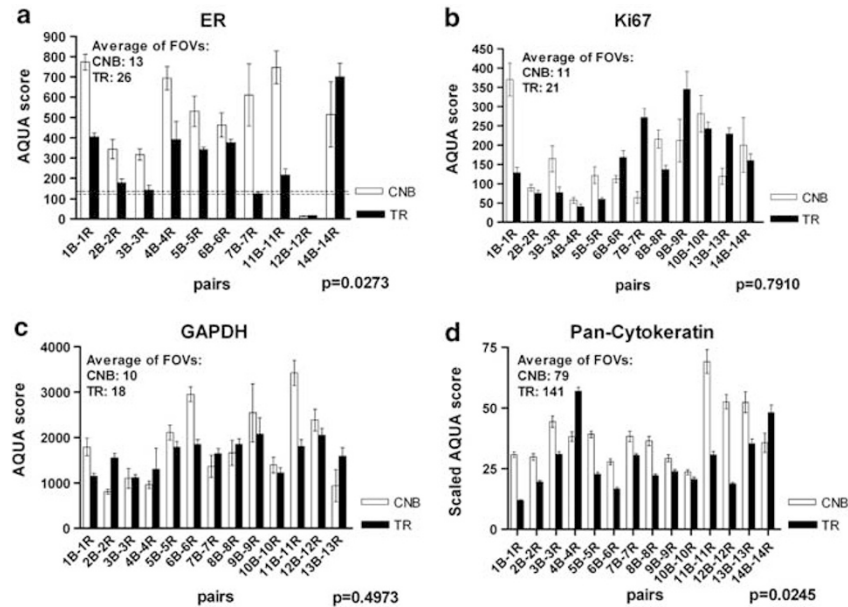 a
ER
AQUA score
900
800
700
600
500
400
300
200
100
0
Average of FOVs:
CNB: 13
TR: 26
CNB
TR
1B-1R
2B-2R
3B-3R
4B-4R
5B-5R
6B-6R
7B-7R
11B-11R
12B-12R
14B-14R
pairs
p=0.0273
b
Ki67
AQUA score
450
400
350
300
250
200
150
100
50
0
Average of FOVs:
CNB: 11
TR: 21
CNB
TR
1B-1R
2B-2R
3B-3R
4B-4R
5B-5R
6B-6R
7B-7R
8B-8R
9B-9R
10B-10R
13B-13R
14B-14R
pairs
p=0.7910
c
GAPDH
AQUA score
4000
3000
2000
1000
0
Average of FOVs:
CNB: 10
TR: 18
CNB
TR
1B-1R
2B-2R
3B-3R
4B-4R
5B-5R
6B-6R
7B-7R
8B-8R
9B-9R
10B-10R
11B-11R
12B-12R
13B-13R
pairs
p=0.4973
d
Pan-Cytokeratin
Scaled AQUA score
75
50
25
0
Average of FOVs:
CNB: 79
TR: 141
CNB
TR
1B-1R
2B-2R
3B-3R
4B-4R
5B-5R
6B-6R
7B-7R
8B-8R
9B-9R
10B-10R
11B-11R
12B-12R
13B-13R
14B-14R
pairs
p=0.0245